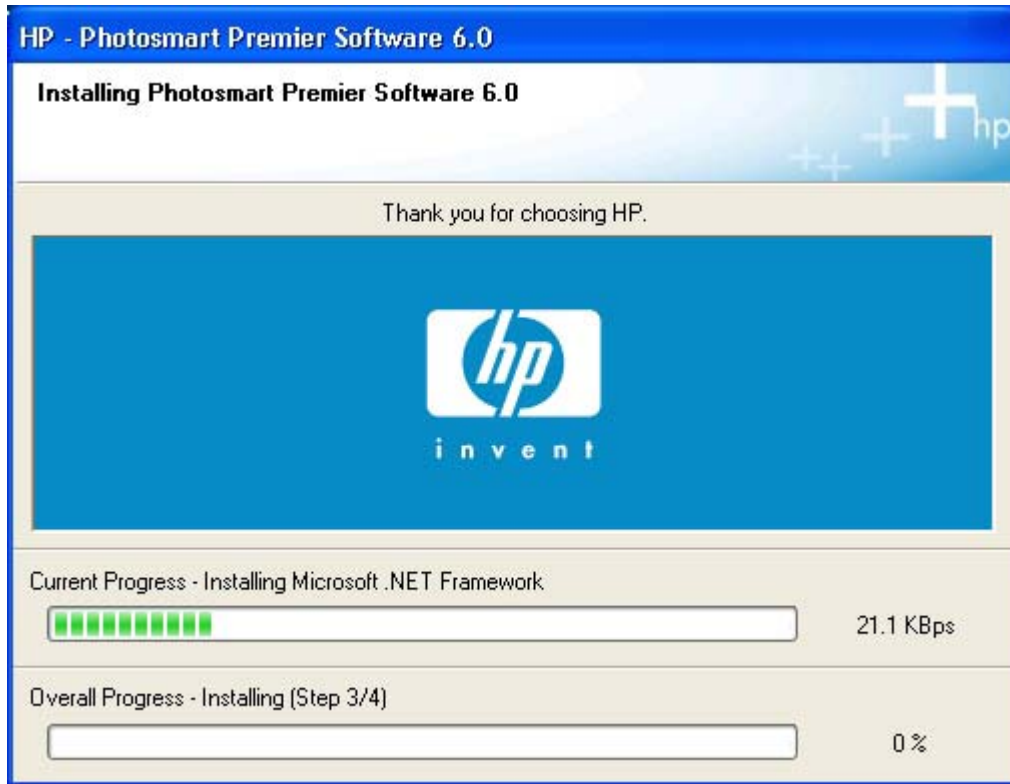 HP - Photosmart Premier Software 6.0
Installing Photosmart Premier Software 6.0
hp
Thank you for choosing HP.
hp
invent
Current Progress - Installing Microsoft .NET Framework
21.1 KBps
Overall Progress - Installing (Step 3/4)
0 %